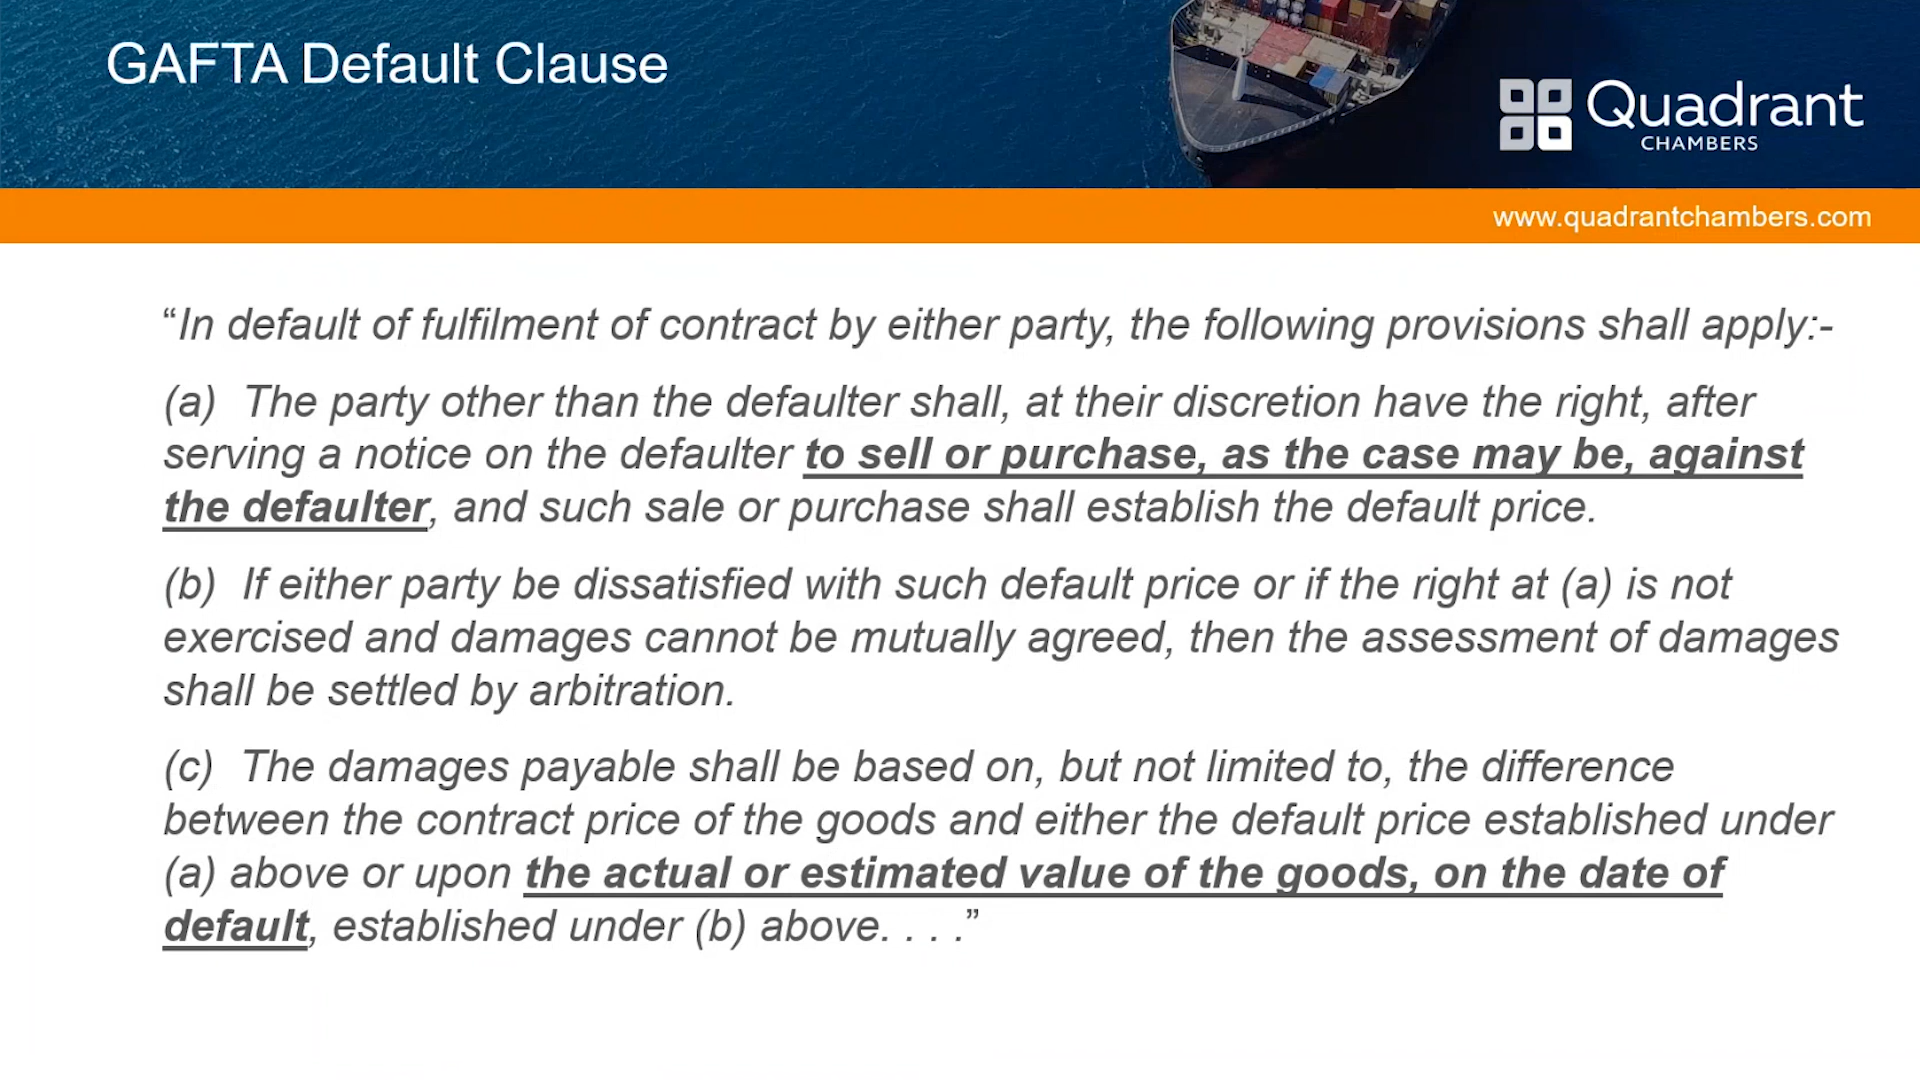 GAFTA Default Clause
Quadrant
CHAMBERS
www.quadrantchambers.com
“In default of fulfilment of contract by either party, the following provisions shall apply:-
(a) The party other than the defaulter shall, at their discretion have the right, after
serving a notice on the defaulter to sell or purchase, as the case may be, against
the defaulter, and such sale or purchase shall establish the default price.
(b) If either party be dissatisfied with such default price or if the right at (a) is not
exercised and damages cannot be mutually agreed, then the assessment of damages
shall be settled by arbitration.
(c) The damages payable shall be based on, but not limited to, the difference
between the contract price of the goods and either the default price established under
(a) above or upon the actual or estimated value of the goods, on the date of
default, established under (b) above. . . .”